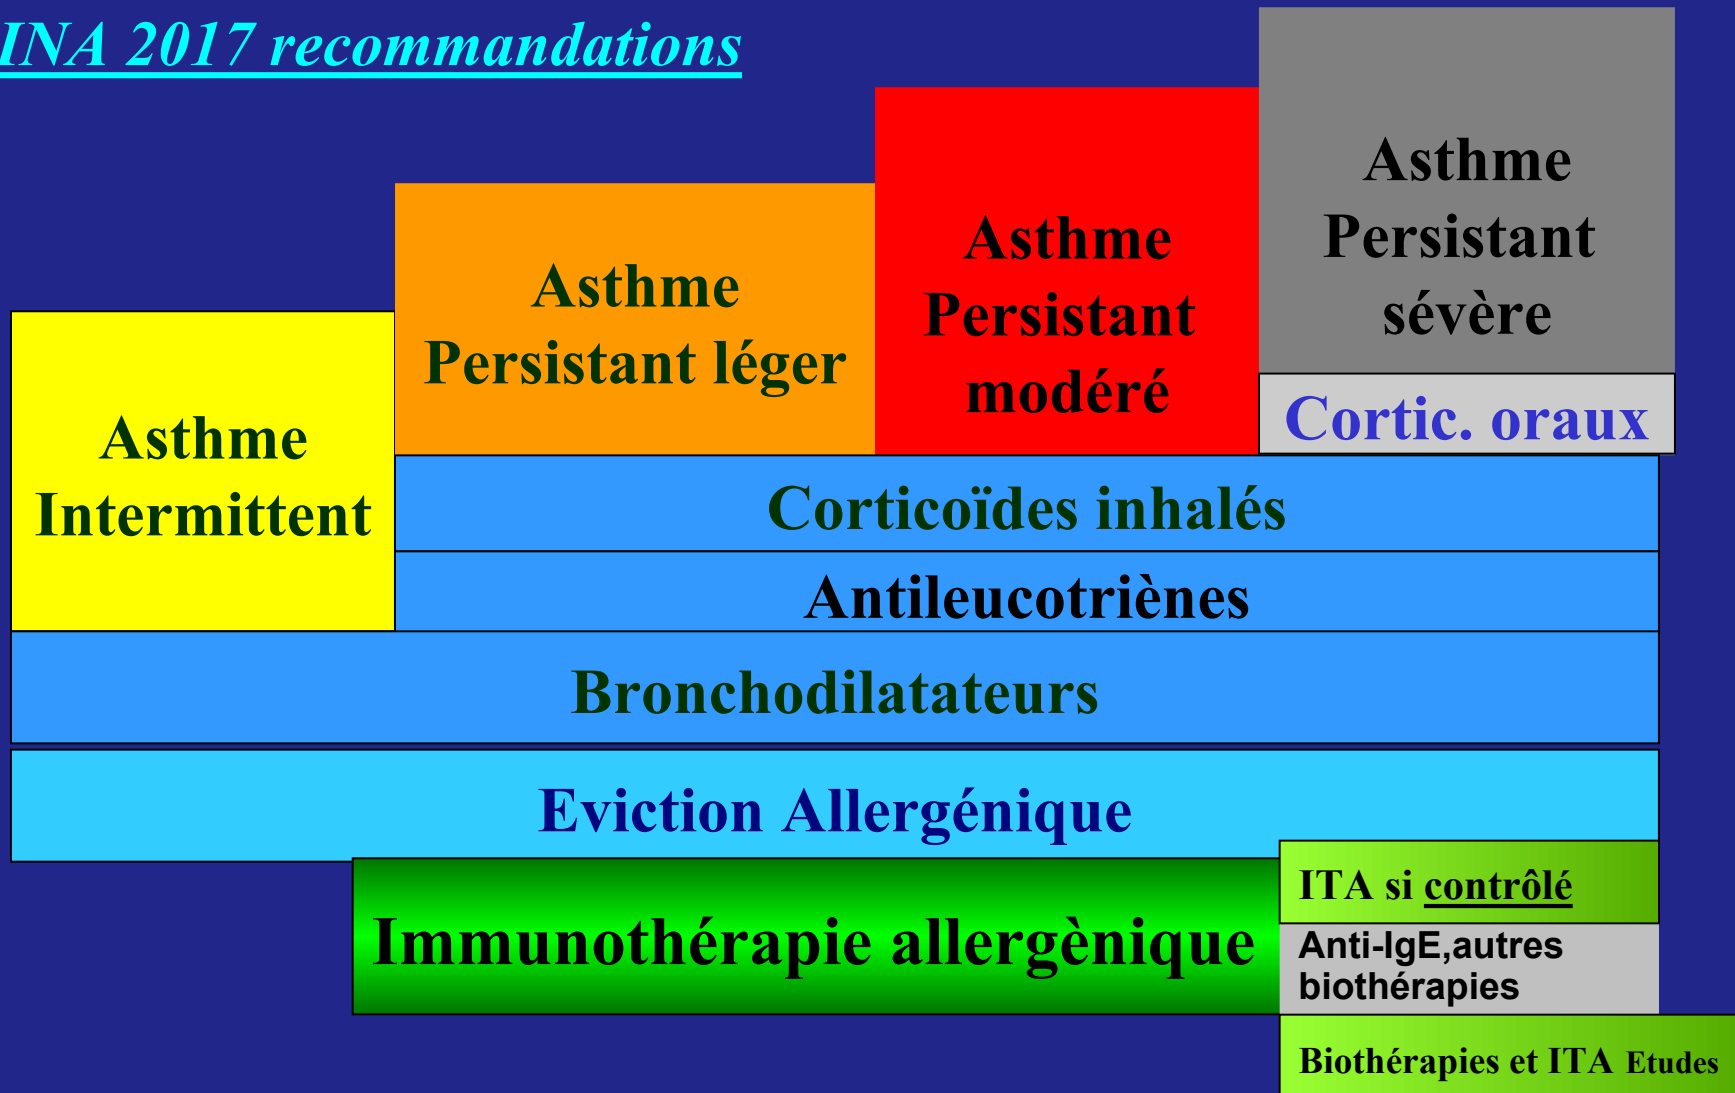 INA 2017 recommandations
Asthme
Persistant
sévère
Asthme
Persistant
modéré
Asthme
Persistant léger
Asthme
Intermittent
Cortic. oraux
Corticoïdes inhalés
Antileucotriènes
Bronchodilatateurs
Eviction Allergénique
ITA si contrôlé
Immunothérapie allergènique
Anti-IgE,autres
biothérapies
Biothérapies et ITA Etudes